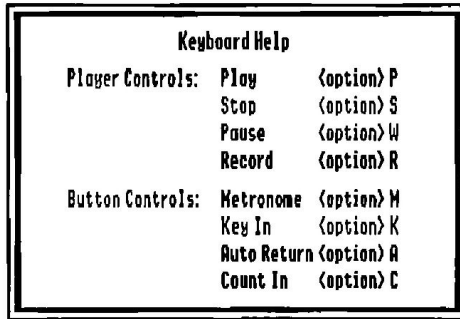 Keyboard Help
Player Controls: Play <option> P
Stop <option> S
Pause <option> W
Record <option> R
Button Controls: Metronome <option> M
Key In <option> K
Auto Return <option> A
Count In <option> C